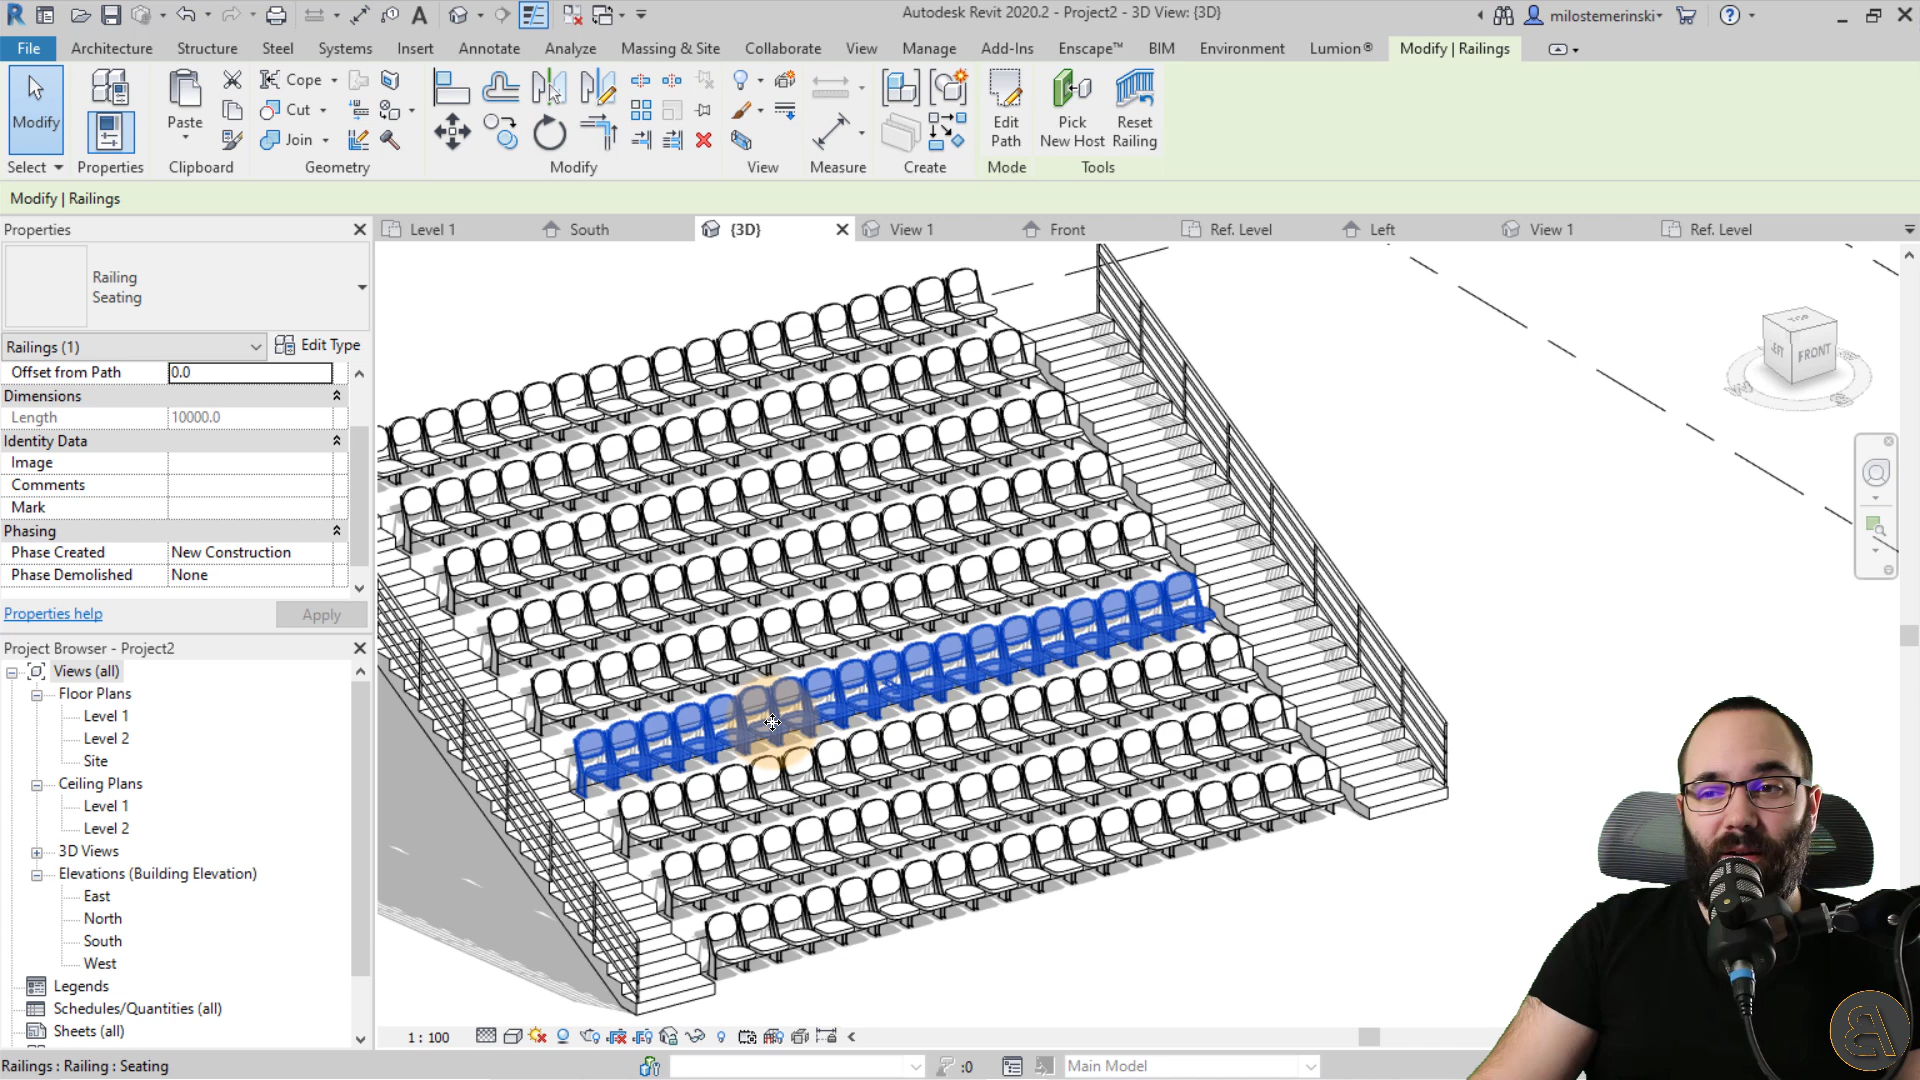 Autodesk Revit 2020.2 - Project2 - 3D View: {3D}
milostemerinski
File Architecture Structure Steel Systems Insert Annotate Analyze Massing & Site Collaborate View Manage Add-Ins Enscape™ BIM Environment Lumion® Modify | Railings
Modify
Paste
Cope
Cut
Join
Edit Path
Pick New Host
Reset Railing
Select Properties Clipboard Geometry Modify View Measure Create Mode Tools
Modify | Railings
Properties
Level 1 South {3D} View 1 Front Ref. Level Left View 1 Ref. Level
Railing
Seating
Railings (1) Edit Type
Offset from Path 0.0
Dimensions
Length 10000.0
Identity Data
Image
Comments
Mark
Phasing
Phase Created New Construction
Phase Demolished None
Properties help Apply
Project Browser - Project2
Views (all)
Floor Plans
Level 1
Level 2
Site
Ceiling Plans
Level 1
Level 2
3D Views
Elevations (Building Elevation)
East
North
South
West
Legends
Schedules/Quantities (all)
Sheets (all)
TOP
LEFT
FRONT
1 : 100
Railings : Railing : Seating
:0
Main Model